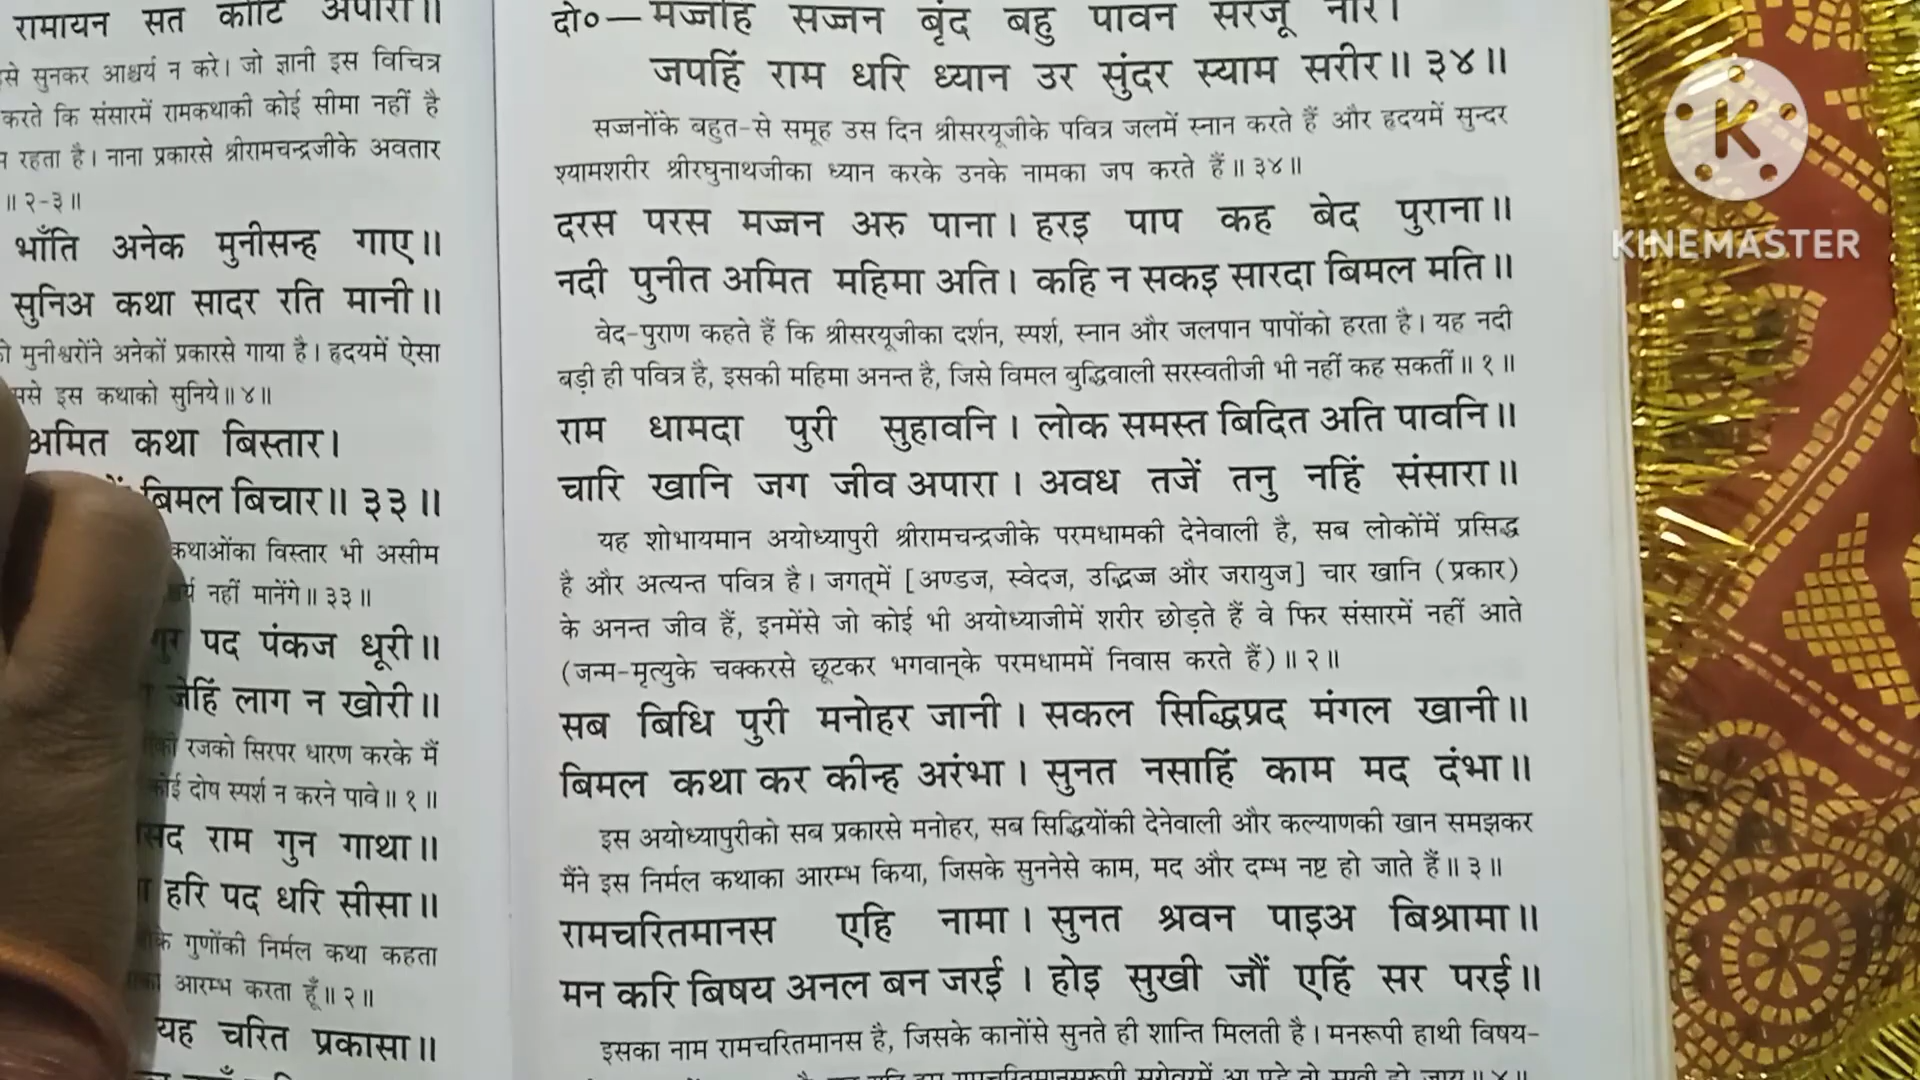 रामायन सत कोटि अपारा॥
से सुनकर आश्चर्य न करे। जो ज्ञानी इस विचित्र
करते कि संसारमें रामकथाकी कोई सीमा नहीं है
रहता है। नाना प्रकारसे श्रीरामचन्द्रजीके अवतार
॥ २-३॥
भाँति अनेक मुनीसन्ह गाए॥
सुनिअ कथा सादर रति मानी॥
मुनीश्वरोंने अनेकों प्रकारसे गाया है। हृदयमें ऐसा
इस कथाको सुनिये॥ ४॥
अमित कथा बिस्तार।
बिमल बिचार॥ ३३॥
कथाओंका विस्तार भी असीम
नहीं मानेंगे॥ ३३॥
पद पंकज धूरी॥
जेहिं लाग न खोरी॥
रजको सिरपर धारण करके मैं
कोई दोष स्पर्श न करने पावे॥ १॥
राम गुन गाथा॥
हरि पद धरि सीसा॥
गुणोंकी निर्मल कथा कहता
आरम्भ करता हूँ॥ २॥
यह चरित प्रकासा॥
दो०— मज्जहिं सज्जन बृंद बहु पावन सरजू नीर।
जपहिं राम धरि ध्यान उर सुंदर स्याम सरीर॥ ३४॥
सज्जनोंके बहुत-से समूह उस दिन श्रीसरयूजीके पवित्र जलमें स्नान करते हैं और हृदयमें सुन्दर
श्यामशरीर श्रीरघुनाथजीका ध्यान करके उनके नामका जप करते हैं॥ ३४॥
दरस परस मज्जन अरु पाना। हरइ पाप कह बेद पुराना॥
नदी पुनीत अमित महिमा अति। कहि न सकइ सारदा बिमल मति॥
वेद-पुराण कहते हैं कि श्रीसरयूजीका दर्शन, स्पर्श, स्नान और जलपान पापोंको हरता है। यह नदी
बड़ी ही पवित्र है, इसकी महिमा अनन्त है, जिसे विमल बुद्धिवाली सरस्वतीजी भी नहीं कह सकतीं॥ १॥
राम धामदा पुरी सुहावनि। लोक समस्त बिदित अति पावनि॥
चारि खानि जग जीव अपारा। अवध तजें तनु नहिं संसारा॥
यह शोभायमान अयोध्यापुरी श्रीरामचन्द्रजीके परमधामकी देनेवाली है, सब लोकोंमें प्रसिद्ध
है और अत्यन्त पवित्र है। जगत्‌में [अण्डज, स्वेदज, उद्भिज्ज और जरायुज] चार खानि (प्रकार)
के अनन्त जीव हैं, इनमेंसे जो कोई भी अयोध्याजीमें शरीर छोड़ते हैं वे फिर संसारमें नहीं आते
(जन्म-मृत्युके चक्करसे छूटकर भगवान्‌के परमधाममें निवास करते हैं)॥ २॥
सब बिधि पुरी मनोहर जानी। सकल सिद्धिप्रद मंगल खानी॥
बिमल कथा कर कीन्ह अरंभा। सुनत नसाहिं काम मद दंभा॥
इस अयोध्यापुरीको सब प्रकारसे मनोहर, सब सिद्धियोंकी देनेवाली और कल्याणकी खान समझकर
मैंने इस निर्मल कथाका आरम्भ किया, जिसके सुननेसे काम, मद और दम्भ नष्ट हो जाते हैं॥ ३॥
रामचरितमानस एहि नामा। सुनत श्रवन पाइअ बिश्रामा॥
मन करि बिषय अनल बन जरई। होइ सुखी जौं एहिं सर परई॥
इसका नाम रामचरितमानस है, जिसके कानोंसे सुनते ही शान्ति मिलती है। मनरूपी हाथी विषय-
K
KINEMASTER